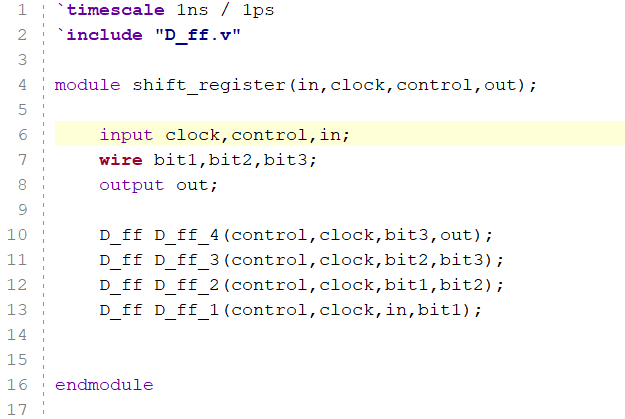 1 `timescale 1ns / 1ps
2 `include "D_ff.v"
3
4 module shift_register(in,clock,control,out);
5
6 input clock,control,in;
7 wire bit1,bit2,bit3;
8 output out;
9
10 D_ff D_ff_4(control,clock,bit3,out);
11 D_ff D_ff_3(control,clock,bit2,bit3);
12 D_ff D_ff_2(control,clock,bit1,bit2);
13 D_ff D_ff_1(control,clock,in,bit1);
14
15
16 endmodule
17